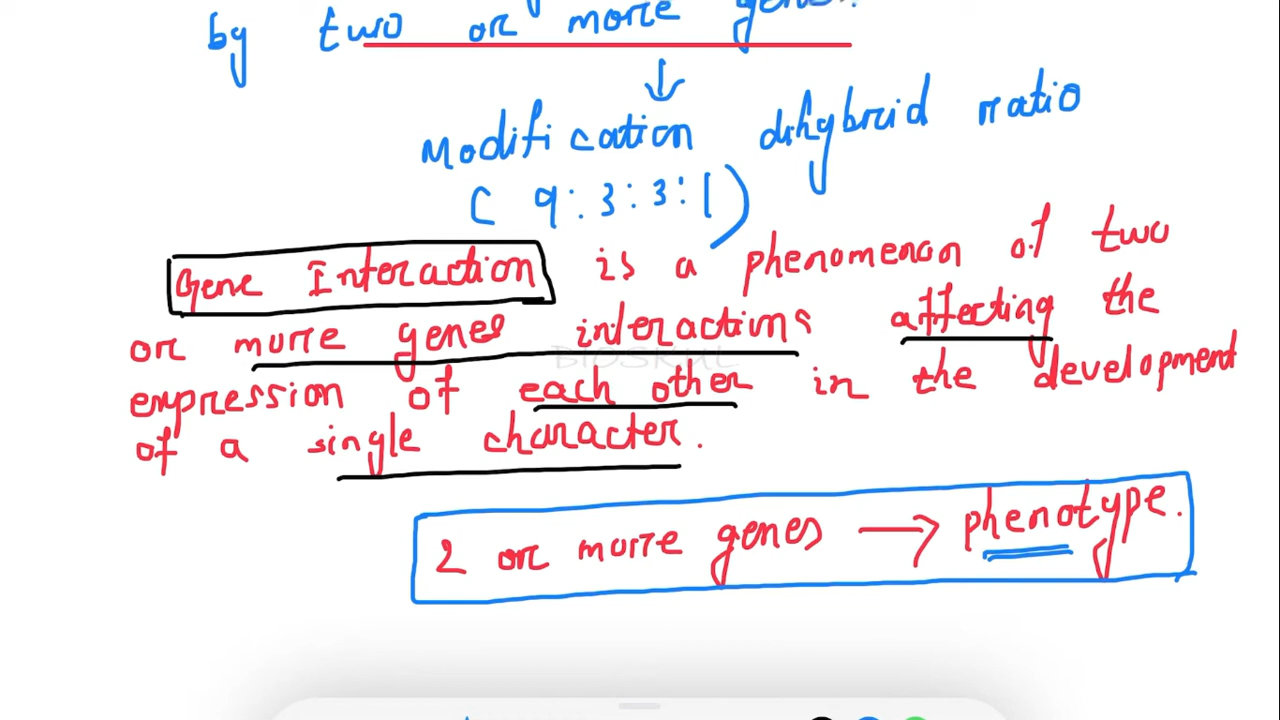 by two or more genes.
↓
Modification dihybrid ratio
( 9:3:3:1 )
Gene Interaction is a phenomenon of two
or more genes interactions affecting the
BIOSKUL
expression of each other in the development
of a single character.
2 or more genes → phenotype.